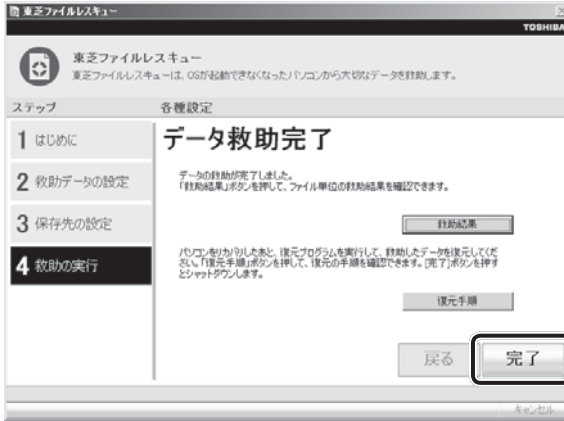 東芝ファイルレスキュー
TOSHIBA
東芝ファイルレスキュー
東芝ファイルレスキューは、OSが起動できなくなったパソコンから大切なデータを救助します。
ステップ
各種設定
1 はじめに
2 救助データの設定
3 保存先の設定
4 救助の実行
データ救助完了
データの救助が完了しました。
「救助結果」ボタンを押して、ファイル単位の救助結果を確認できます。
救助結果
パソコンをリカバリしたあと、復元プログラムを実行して、救助したデータを復元してくだ
さい。「復元手順」ボタンを押して、復元の手順を確認できます。[完了]ボタンを押す
とシャットダウンします。
復元手順
戻る
完了
キャンセル